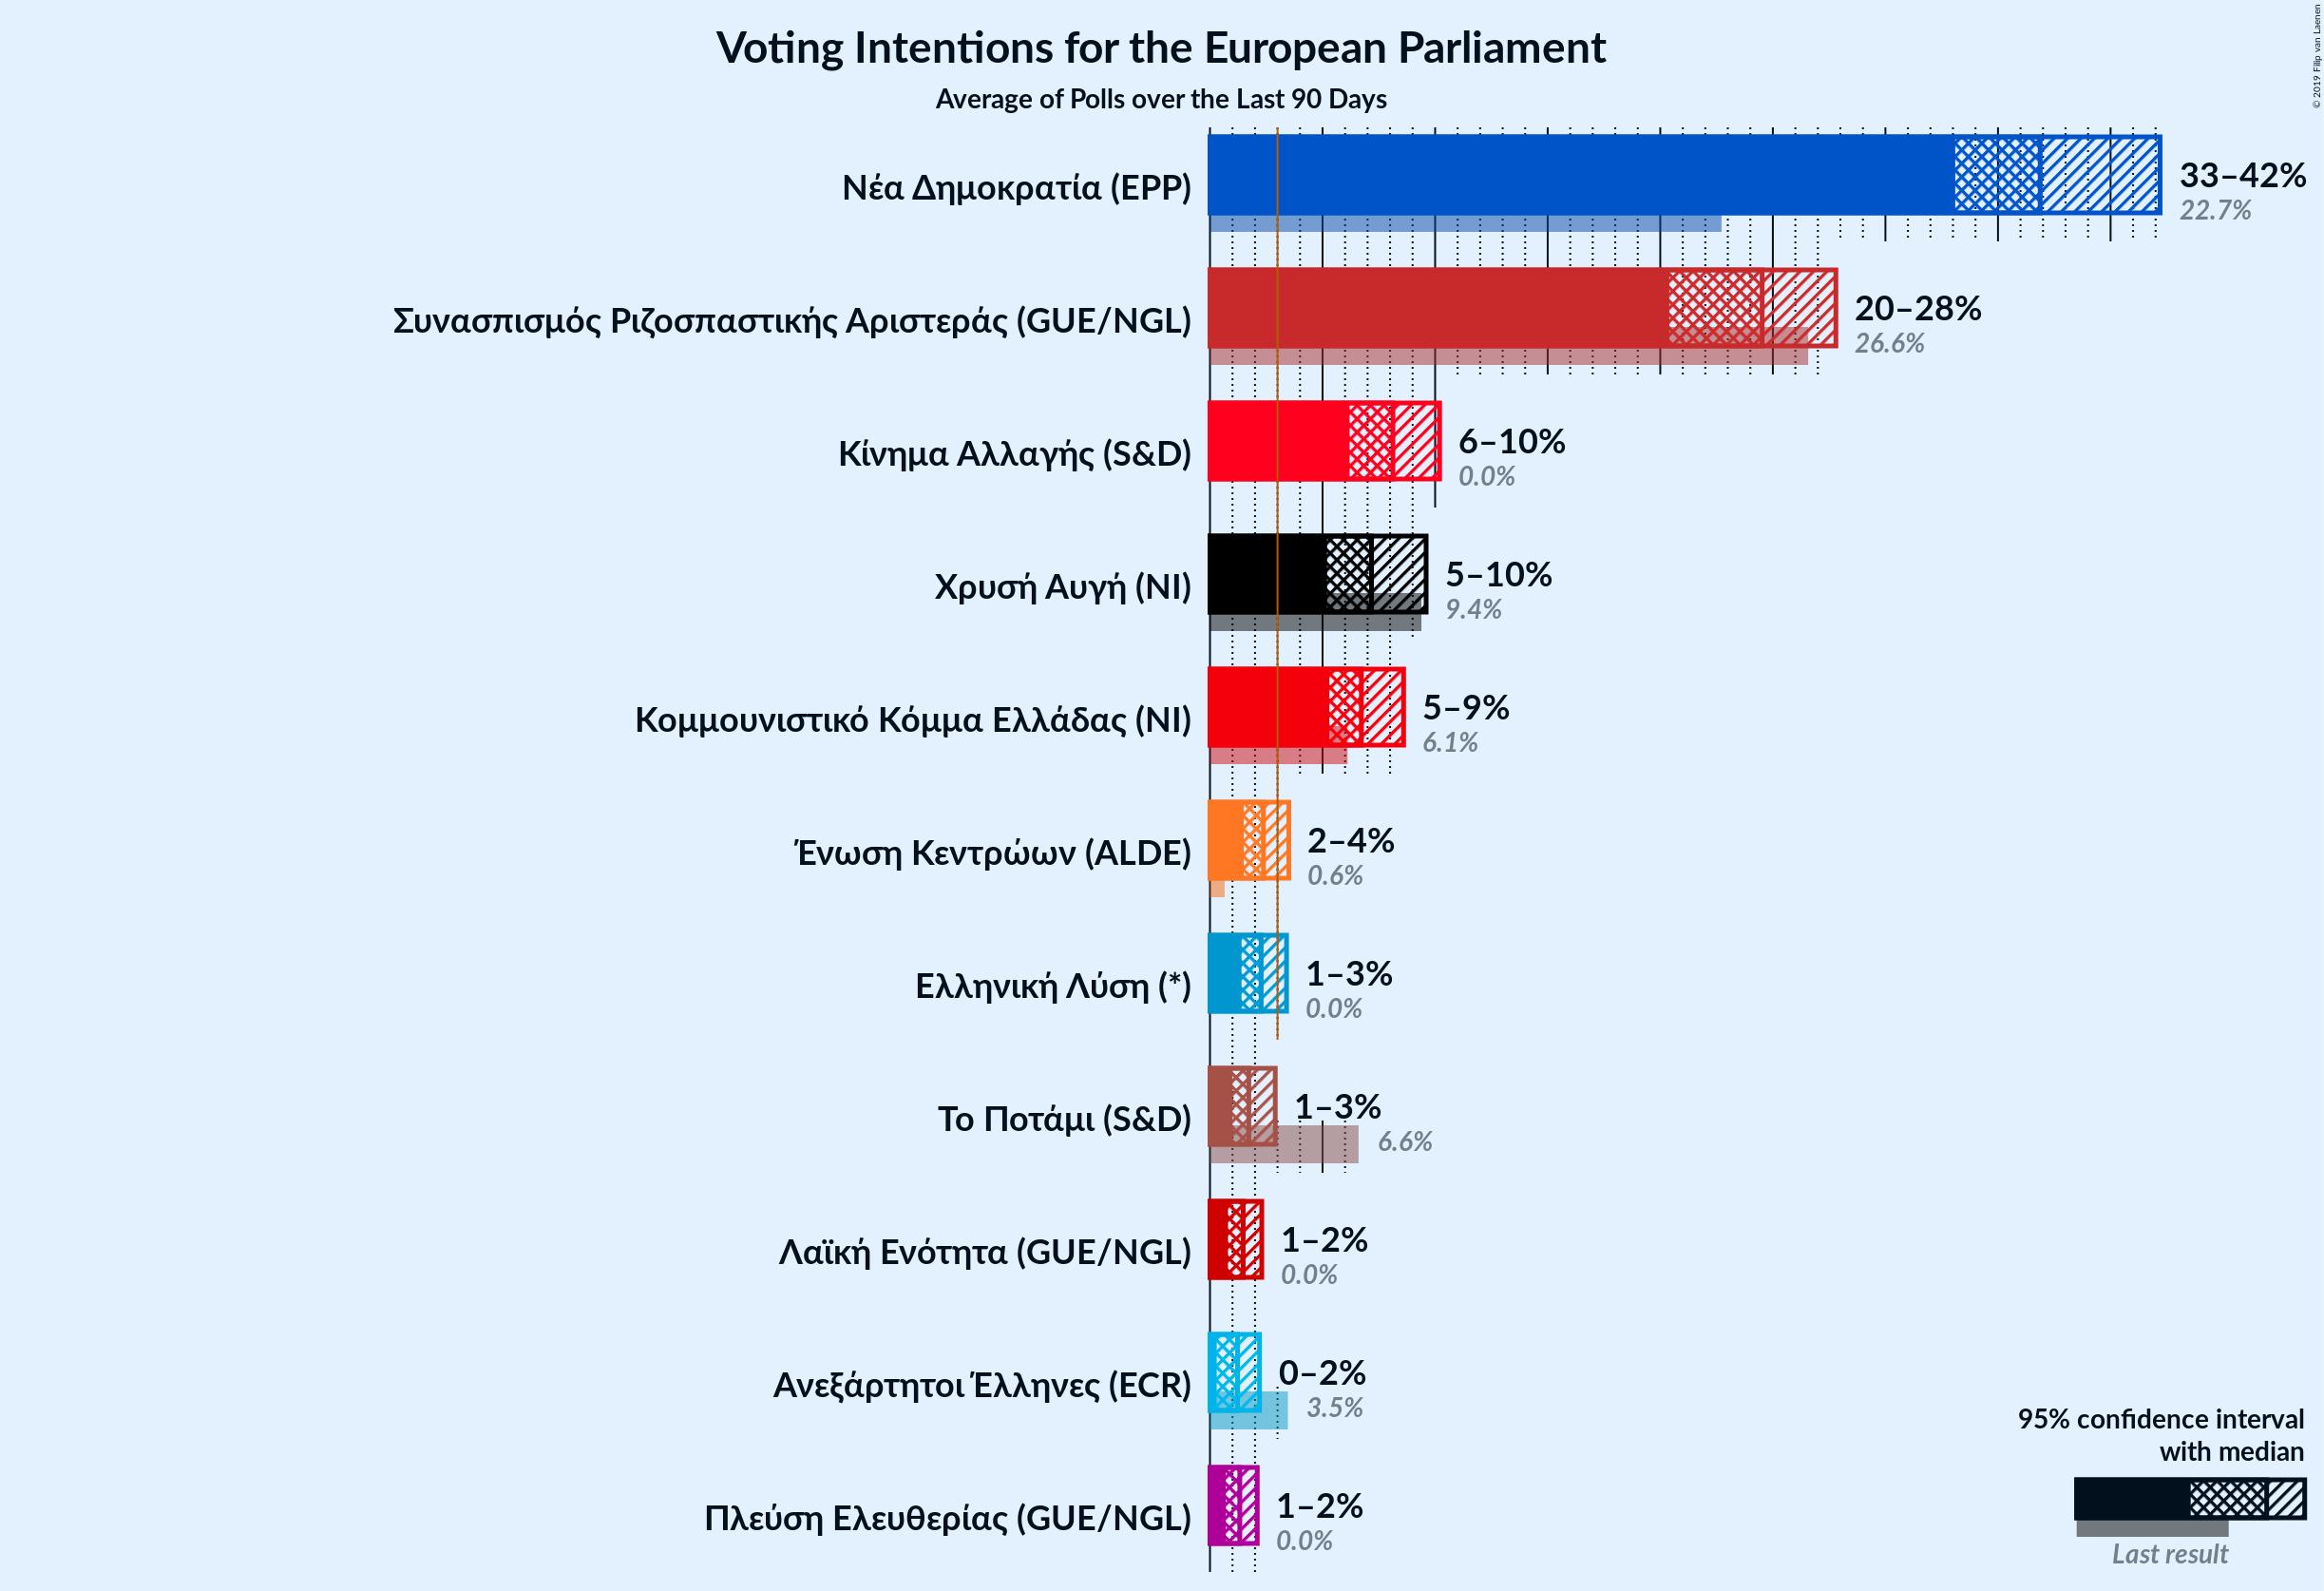 Voting Intentions for the European Parliament
Average of Polls over the Last 90 Days
© 2019 Filip van Laenen
Νέα Δημοκρατία (EPP)
33–42%
22.7%
Συνασπισμός Ριζοσπαστικής Αριστεράς (GUE/NGL)
20–28%
26.6%
Κίνημα Αλλαγής (S&D)
6–10%
0.0%
Χρυσή Αυγή (NI)
5–10%
9.4%
Κομμουνιστικό Κόμμα Ελλάδας (NI)
5–9%
6.1%
Ένωση Κεντρώων (ALDE)
2–4%
0.6%
Ελληνική Λύση (*)
1–3%
0.0%
Το Ποτάμι (S&D)
1–3%
6.6%
Λαϊκή Ενότητα (GUE/NGL)
1–2%
0.0%
Ανεξάρτητοι Έλληνες (ECR)
0–2%
3.5%
Πλεύση Ελευθερίας (GUE/NGL)
1–2%
0.0%
95% confidence interval
with median
Last result